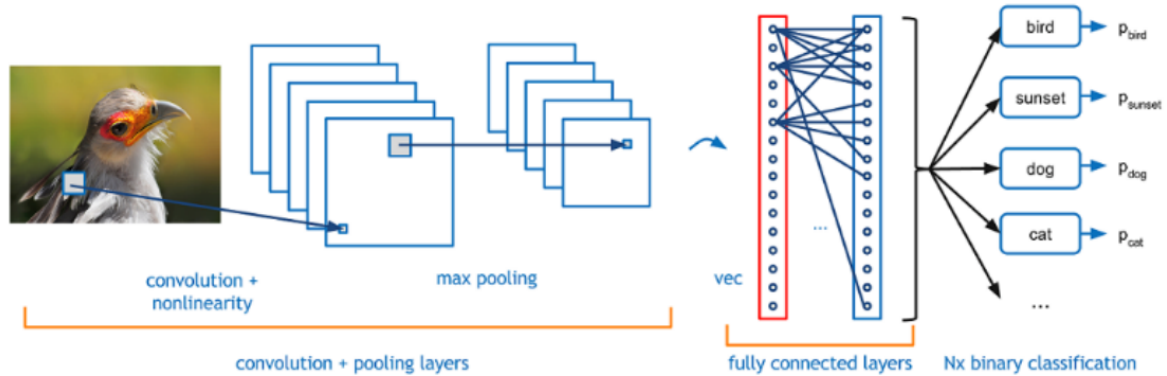 bird
p_bird
sunset
p_sunset
dog
p_dog
cat
p_cat
...
...
convolution +
nonlinearity
max pooling
vec
convolution + pooling layers
fully connected layers
Nx binary classification